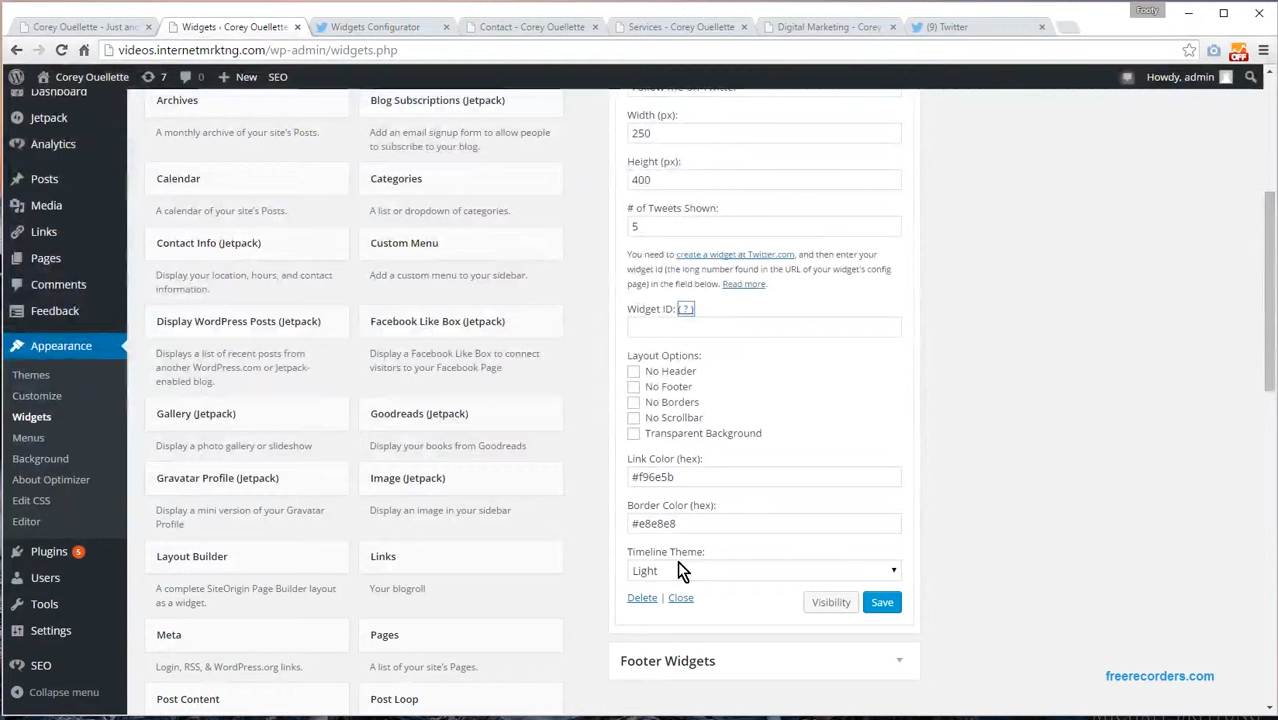 Footy
Corey Ouellette - Just and
Widgets ‹ Corey Ouellette
Widgets Configurator
Contact - Corey Ouellette
Services - Corey Ouellette
Digital Marketing - Corey
(9) Twitter
videos.internetmrktng.com/wp-admin/widgets.php
OFF
Corey Ouellette
7
0
New
SEO
Howdy, admin
Dashboard
Jetpack
Analytics
Posts
Media
Links
Pages
Comments
Feedback
Appearance
Themes
Customize
Widgets
Menus
Background
About Optimizer
Edit CSS
Editor
Plugins 5
Users
Tools
Settings
SEO
Collapse menu
Archives
A monthly archive of your site's Posts.
Calendar
A calendar of your site's Posts.
Contact Info (Jetpack)
Display your location, hours, and contact
information.
Display WordPress Posts (Jetpack)
Displays a list of recent posts from
another WordPress.com or Jetpack-
enabled blog.
Gallery (Jetpack)
Display a photo gallery or slideshow
Gravatar Profile (Jetpack)
Display a mini version of your Gravatar
Profile
Layout Builder
A complete SiteOrigin Page Builder layout
as a widget.
Meta
Login, RSS, & WordPress.org links.
Post Content
Blog Subscriptions (Jetpack)
Add an email signup form to allow people
to subscribe to your blog.
Categories
A list or dropdown of categories.
Custom Menu
Add a custom menu to your sidebar.
Facebook Like Box (Jetpack)
Display a Facebook Like Box to connect
visitors to your Facebook Page
Goodreads (Jetpack)
Display your books from Goodreads
Image (Jetpack)
Display an image in your sidebar
Links
Your blogroll
Pages
A list of your site's Pages.
Post Loop
Width (px):
250
Height (px):
400
# of Tweets Shown:
5
You need to create a widget at Twitter.com, and then enter your
widget id (the long number found in the URL of your widget's config
page) in the field below. Read more.
Widget ID: ( ? )
Layout Options:
No Header
No Footer
No Borders
No Scrollbar
Transparent Background
Link Color (hex):
#f96e5b
Border Color (hex):
#e8e8e8
Timeline Theme:
Light
Delete | Close
Visibility
Save
Footer Widgets
freerecorders.com